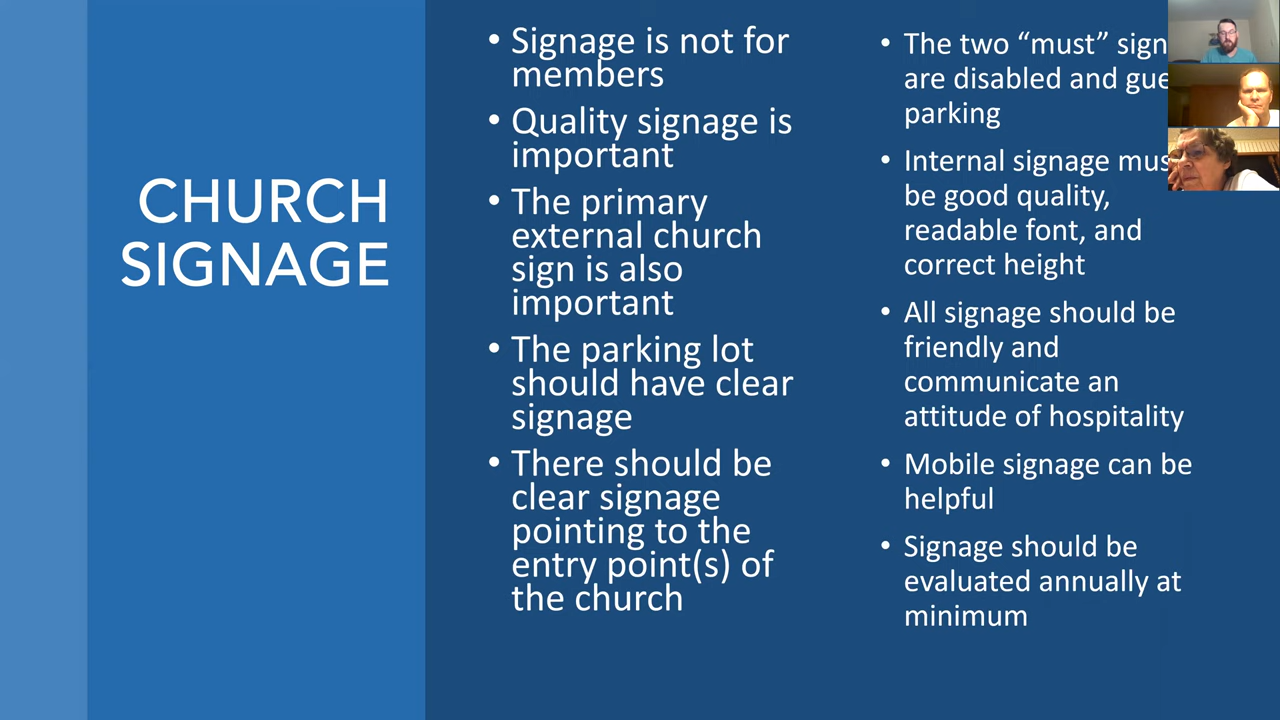 CHURCH
SIGNAGE
• Signage is not for
members
• Quality signage is
important
• The primary
external church
sign is also
important
• The parking lot
should have clear
signage
• There should be
clear signage
pointing to the
entry point(s) of
the church
• The two “must”
are disabled and
parking
• Internal signage
be good quality,
readable font, and
correct height
• All signage should be
friendly and
communicate an
attitude of hospitality
• Mobile signage can be
helpful
• Signage should be
evaluated annually at
minimum